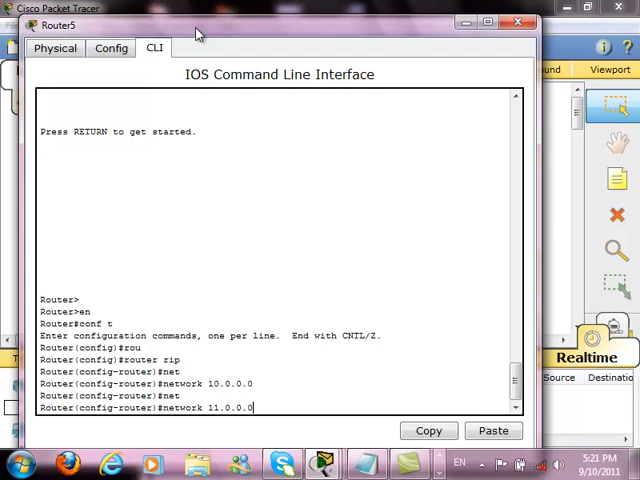 Cisco Packet Tracer
Router5
Physical
Config
CLI
Viewport
IOS Command Line Interface
Press RETURN to get started.
Router>
Router>en
Router#conf t
Enter configuration commands, one per line.  End with CNTL/Z.
Router(config)#rou
Router(config)#router rip
Router(config-router)#net
Router(config-router)#network 10.0.0.0
Router(config-router)#net
Router(config-router)#network 11.0.0.0
Copy
Paste
Realtime
Source
Destinatio
EN
5:21 PM
9/10/2011